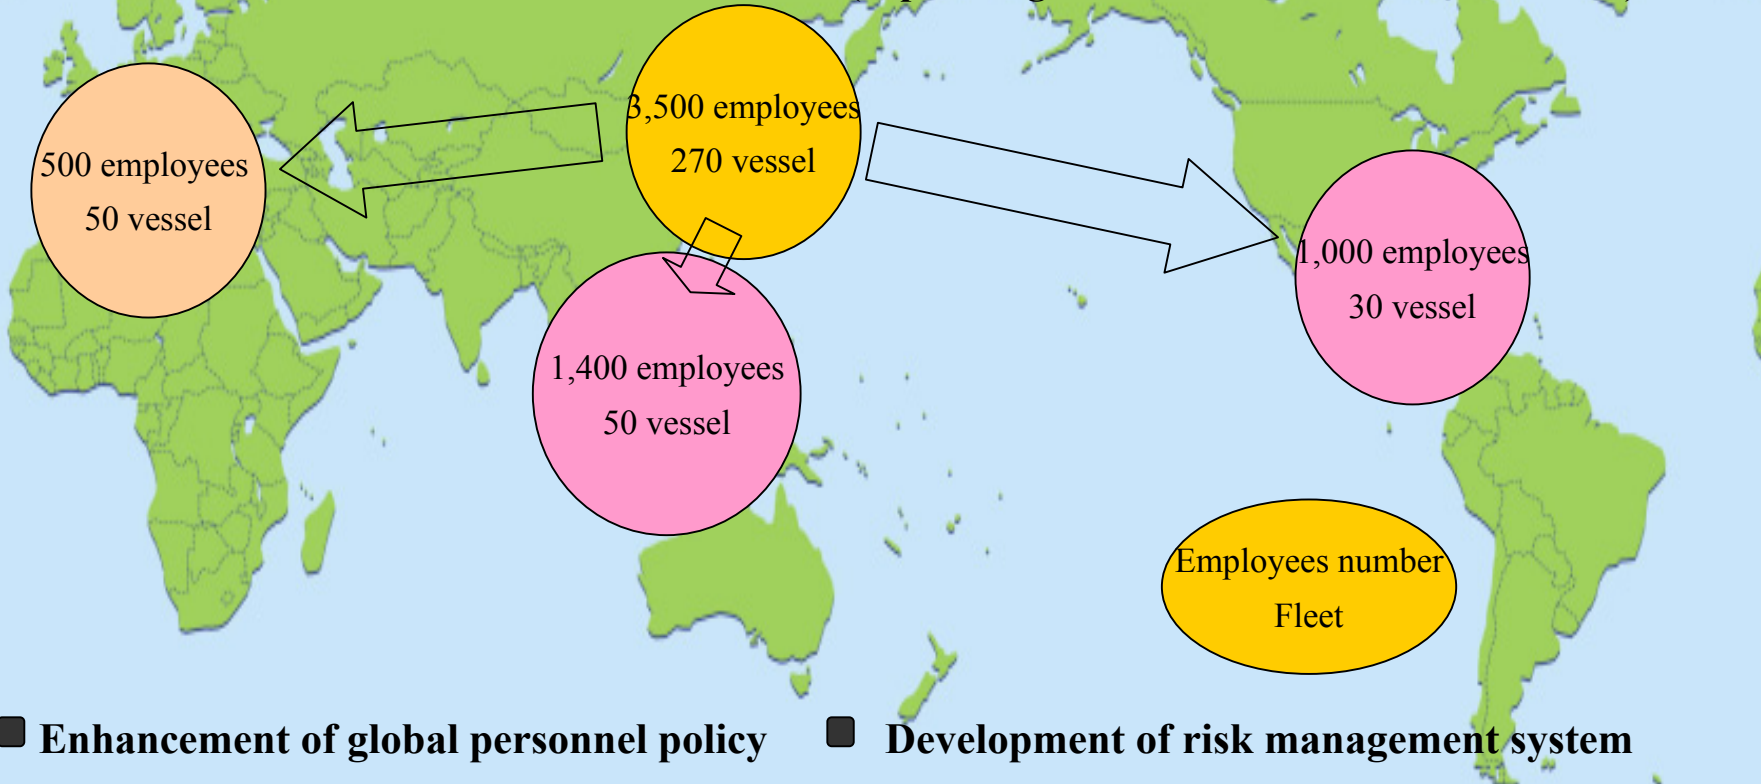 3,500 employees
270 vessel
500 employees
50 vessel
1,000 employees
30 vessel
1,400 employees
50 vessel
Employees number
Fleet
Enhancement of global personnel policy
Development of risk management system